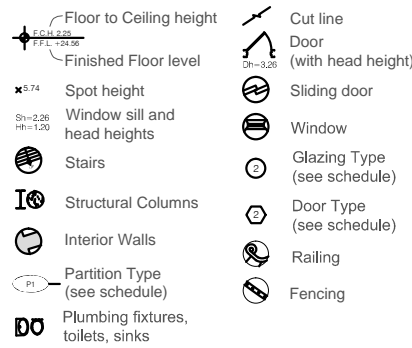 Floor to Ceiling height
F.C.H. 2.25
F.F.L. +24.56
Finished Floor level
×5.74 Spot height
Sh=2.26
Hh=1.20
Window sill and
head heights
Stairs
Structural Columns
Interior Walls
P1
Partition Type
(see schedule)
Plumbing fixtures,
toilets, sinks
Cut line
Door
(with head height)
Dh=3.26
Sliding door
Window
2
Glazing Type
(see schedule)
2
Door Type
(see schedule)
Railing
Fencing